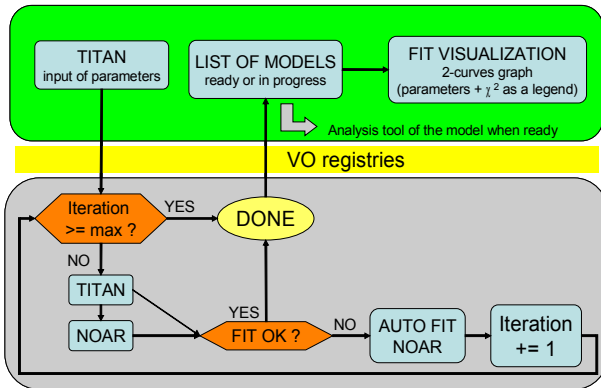 TITAN
input of parameters
LIST OF MODELS
ready or in progress
FIT VISUALIZATION
2-curves graph
(parameters + χ 2 as a legend)
Analysis tool of the model when ready
VO registries
Iteration
>= max ?
YES
DONE
NO
TITAN
NOAR
YES
FIT OK ?
NO
AUTO FIT
NOAR
Iteration
+= 1